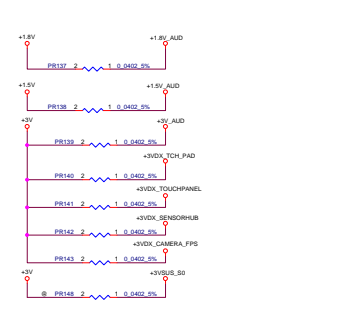 +1.8V +1.8V_AUD
PR137 2 1 0_0402_5%
+1.5V +1.5V_AUD
PR138 2 1 0_0402_5%
+3V +3V_AUD
PR139 2 1 0_0402_5%
+3VDX_TCH_PAD
PR140 2 1 0_0402_5%
+3VDX_TOUCHPANEL
PR141 2 1 0_0402_5%
+3VDX_SENSORHUB
PR142 2 1 0_0402_5%
+3VDX_CAMERA_FPS
PR143 2 1 0_0402_5%
+3V +3VSUS_S0
@ PR148 2 1 0_0402_5%